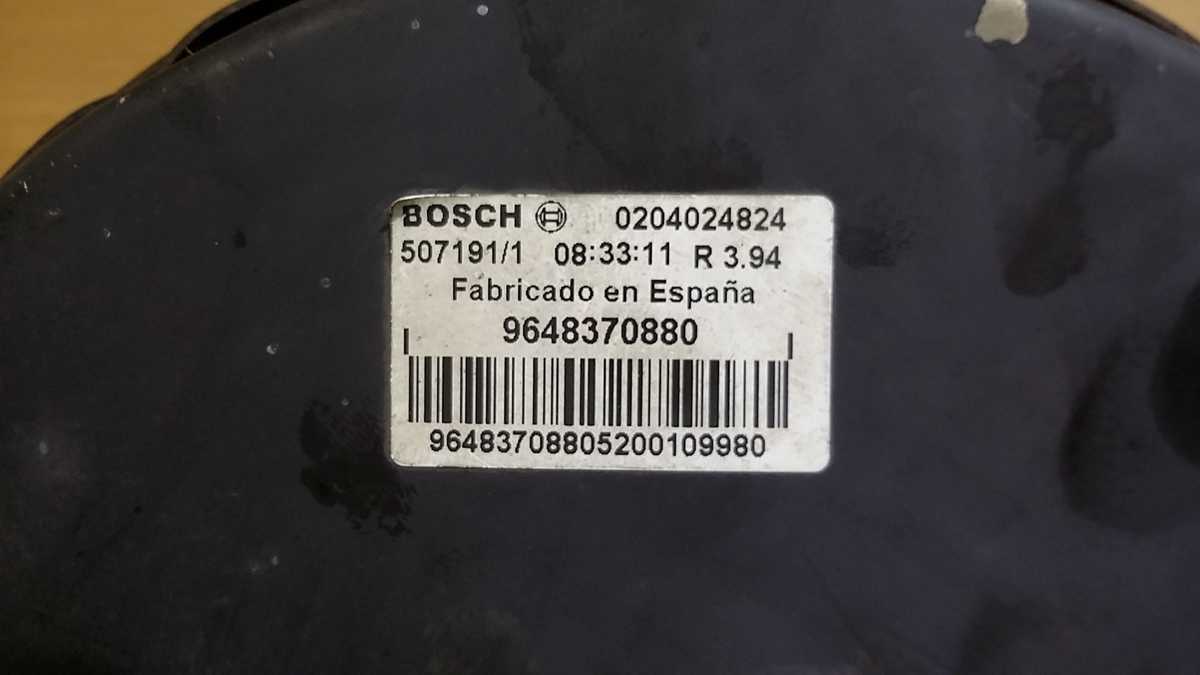 BOSCH 0204024824
507191/1 08:33:11 R 3.94
Fabricado en España
9648370880
96483708805200109980